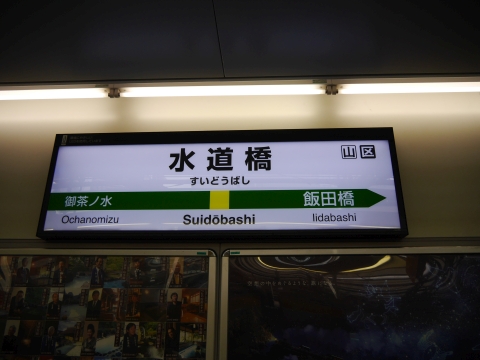 水道橋
山区
すいどうばし
御茶ノ水
飯田橋
Ochanomizu
Suidōbashi
Iidabashi